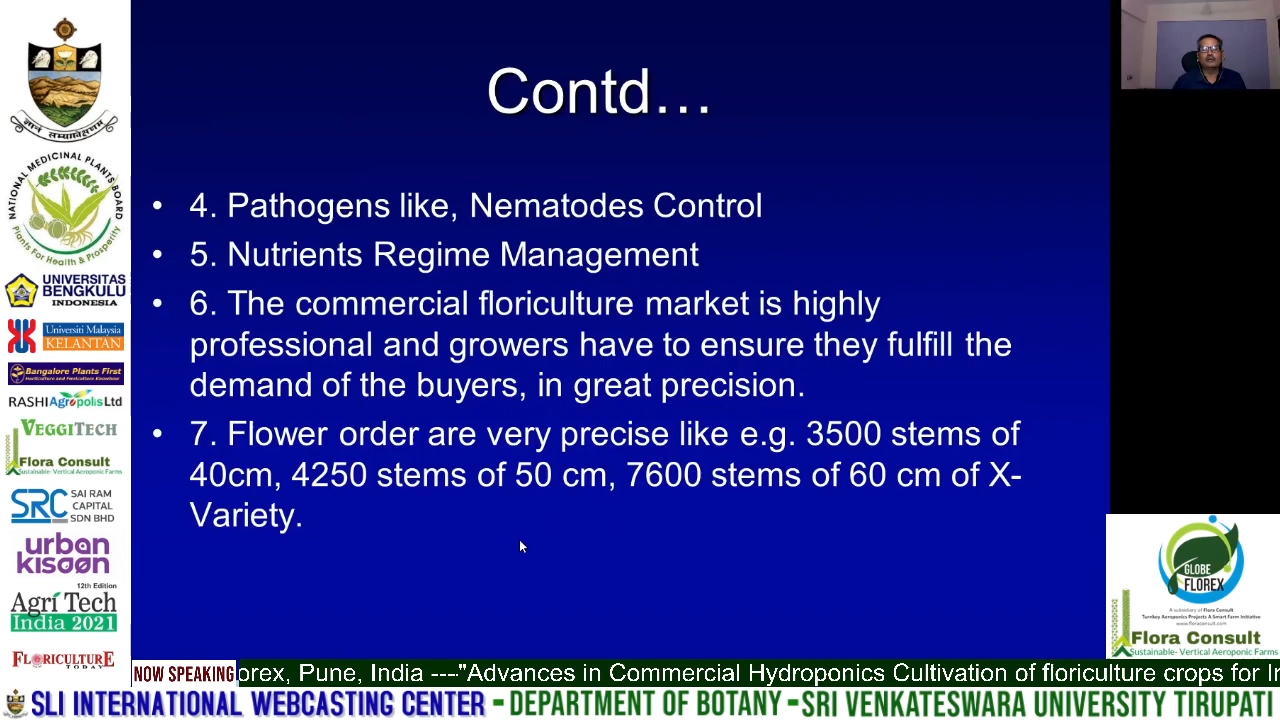 Contd...
• 4. Pathogens like, Nematodes Control
• 5. Nutrients Regime Management
• 6. The commercial floriculture market is highly
professional and growers have to ensure they fulfill the
demand of the buyers, in great precision.
• 7. Flower order are very precise like e.g. 3500 stems of
40cm, 4250 stems of 50 cm, 7600 stems of 60 cm of X-
Variety.
NATIONAL MEDICINAL PLANTS BOARD
Plants For Health & Prosperity
UNIVERSITAS
BENGKULU
INDONESIA
Universiti Malaysia
KELANTAN
Bangalore Plants First
RASHI Agropolis Ltd
VEGGITECH
Flora Consult
Sustainable- Vertical Aeroponic Farms
SRC SAI RAM
CAPITAL
SDN BHD
urban
kisaan
12th Edition
Agri Tech
India 2021
FLORICULTURE
TODAY
GLOBE
FLOREX
A subsidiary of Flora Consult
Turnkey Aeroponics Projects & Smart Farm Initiative
www.floraconsult.com
Flora Consult
Sustainable- Vertical Aeroponic Farms
NOW SPEAKING orex, Pune, India ----"Advances in Commercial Hydroponics Cultivation of floriculture crops for In
SLI INTERNATIONAL WEBCASTING CENTER - DEPARTMENT OF BOTANY - SRI VENKATESWARA UNIVERSITY TIRUPATI